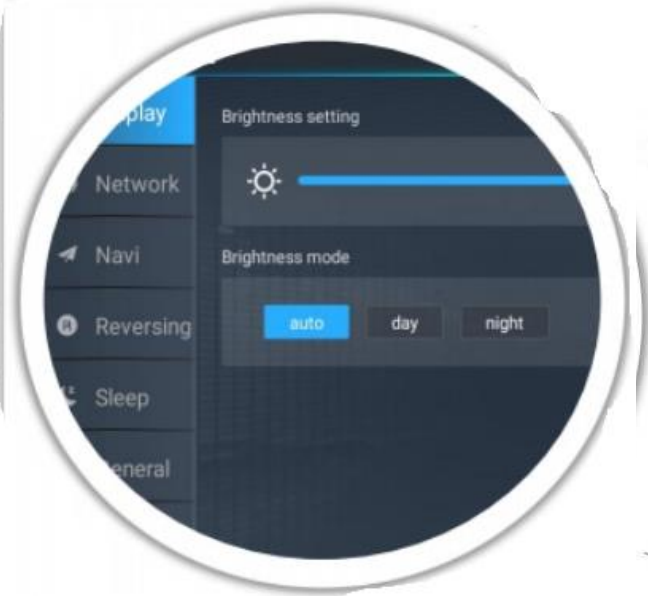 play
Brightness setting
Network
Navi
Brightness mode
auto
day
night
Reversing
Sleep
eneral